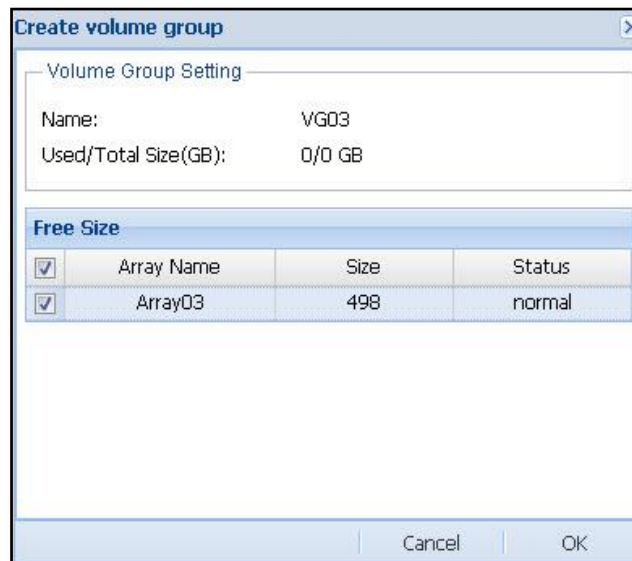 Create volume group
Volume Group Setting
Name: VG03
Used/Total Size(GB): 0/0 GB
Free Size
Array Name Size Status
Array03 498 normal
Cancel OK